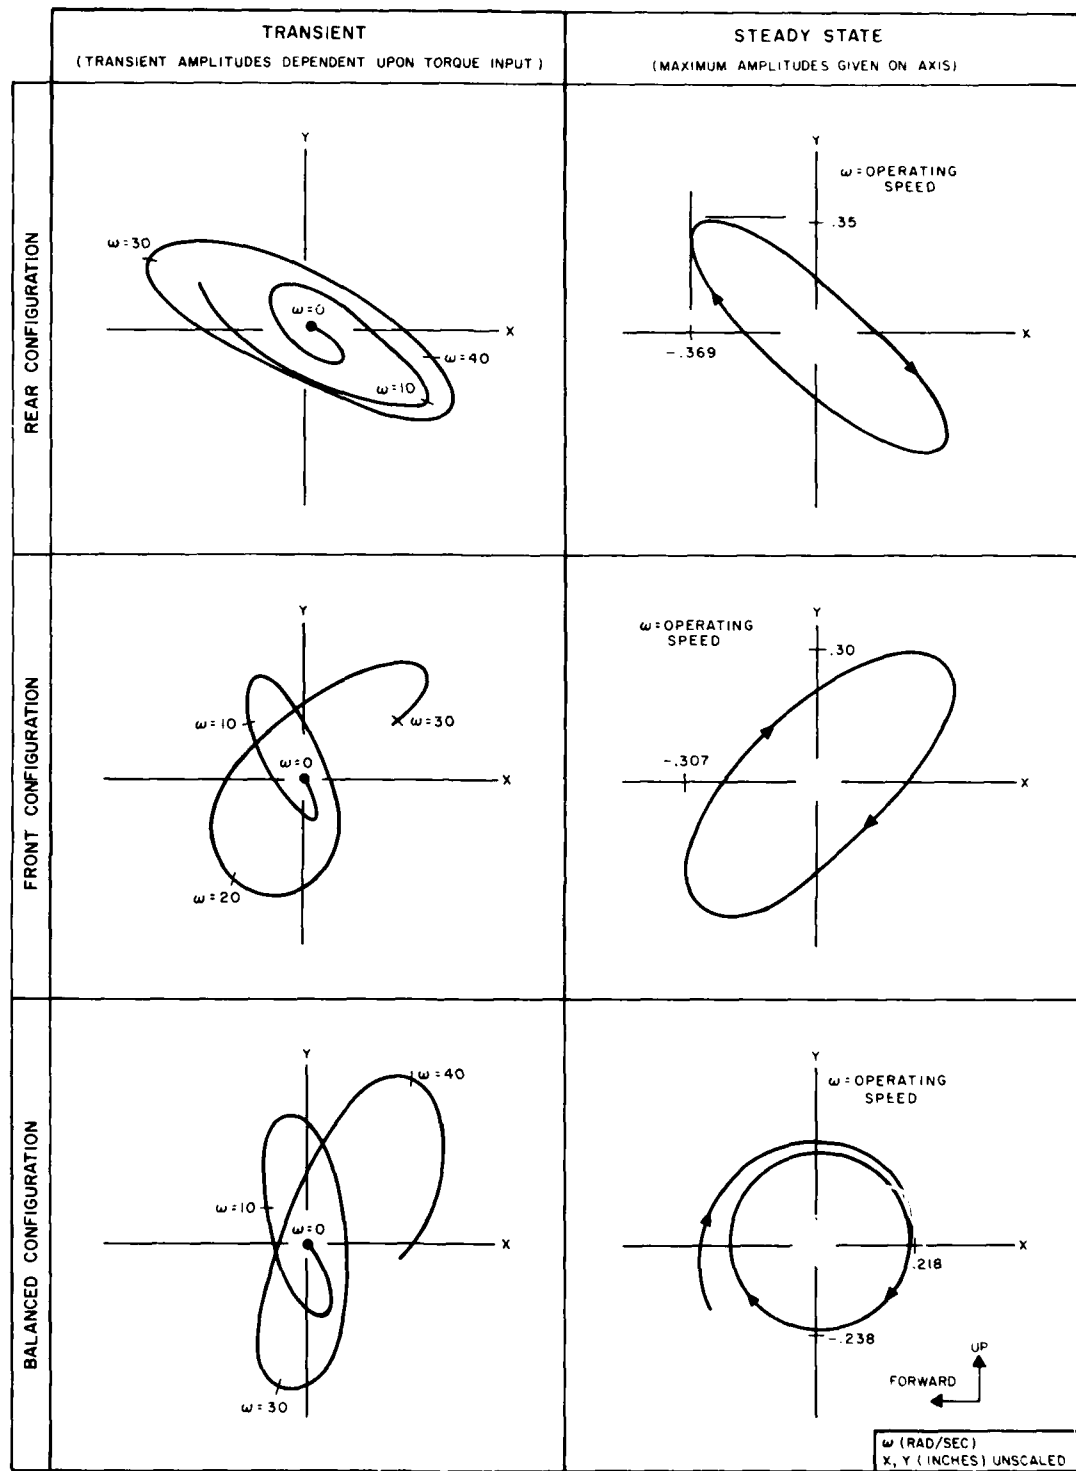 TRANSIENT
(TRANSIENT AMPLITUDES DEPENDENT UPON TORQUE INPUT)
STEADY STATE
(MAXIMUM AMPLITUDES GIVEN ON AXIS)
REAR CONFIGURATION
Y
X
ω=30
ω=0
ω=40
ω=10
Y
X
ω=OPERATING
SPEED
.35
-.369
FRONT CONFIGURATION
Y
X
ω=10
ω=30
ω=0
ω=20
Y
X
ω=OPERATING
SPEED
.30
-.307
BALANCED CONFIGURATION
Y
X
ω=40
ω=10
ω=0
ω=30
Y
X
ω=OPERATING
SPEED
.218
-.238
UP
FORWARD
ω (RAD/SEC)
X, Y (INCHES) UNSCALED